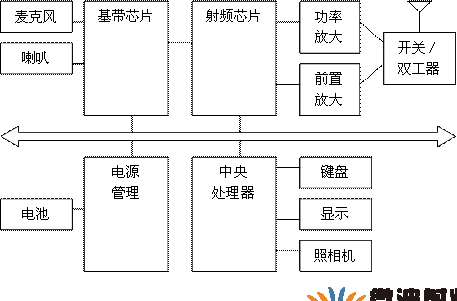 麦克风
喇叭
基带芯片
射频芯片
功率
放大
前置
放大
开关/
双工器
电源
管理
电池
中央
处理器
键盘
显示
照相机